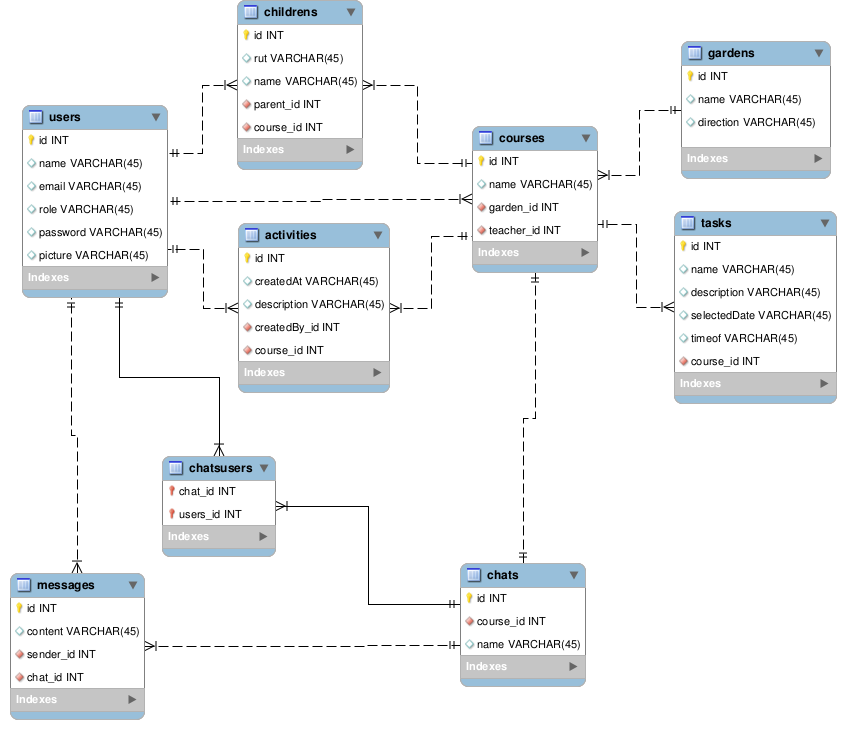 childrens
id INT
rut VARCHAR(45)
name VARCHAR(45)
parent_id INT
course_id INT
Indexes
gardens
id INT
name VARCHAR(45)
direction VARCHAR(45)
Indexes
users
id INT
name VARCHAR(45)
email VARCHAR(45)
role VARCHAR(45)
password VARCHAR(45)
picture VARCHAR(45)
Indexes
courses
id INT
name VARCHAR(45)
garden_id INT
teacher_id INT
Indexes
activities
id INT
createdAt VARCHAR(45)
description VARCHAR(45)
createdBy_id INT
course_id INT
Indexes
tasks
id INT
name VARCHAR(45)
description VARCHAR(45)
selectedDate VARCHAR(45)
timeof VARCHAR(45)
course_id INT
Indexes
chatsusers
chat_id INT
users_id INT
Indexes
messages
id INT
content VARCHAR(45)
sender_id INT
chat_id INT
Indexes
chats
id INT
course_id INT
name VARCHAR(45)
Indexes